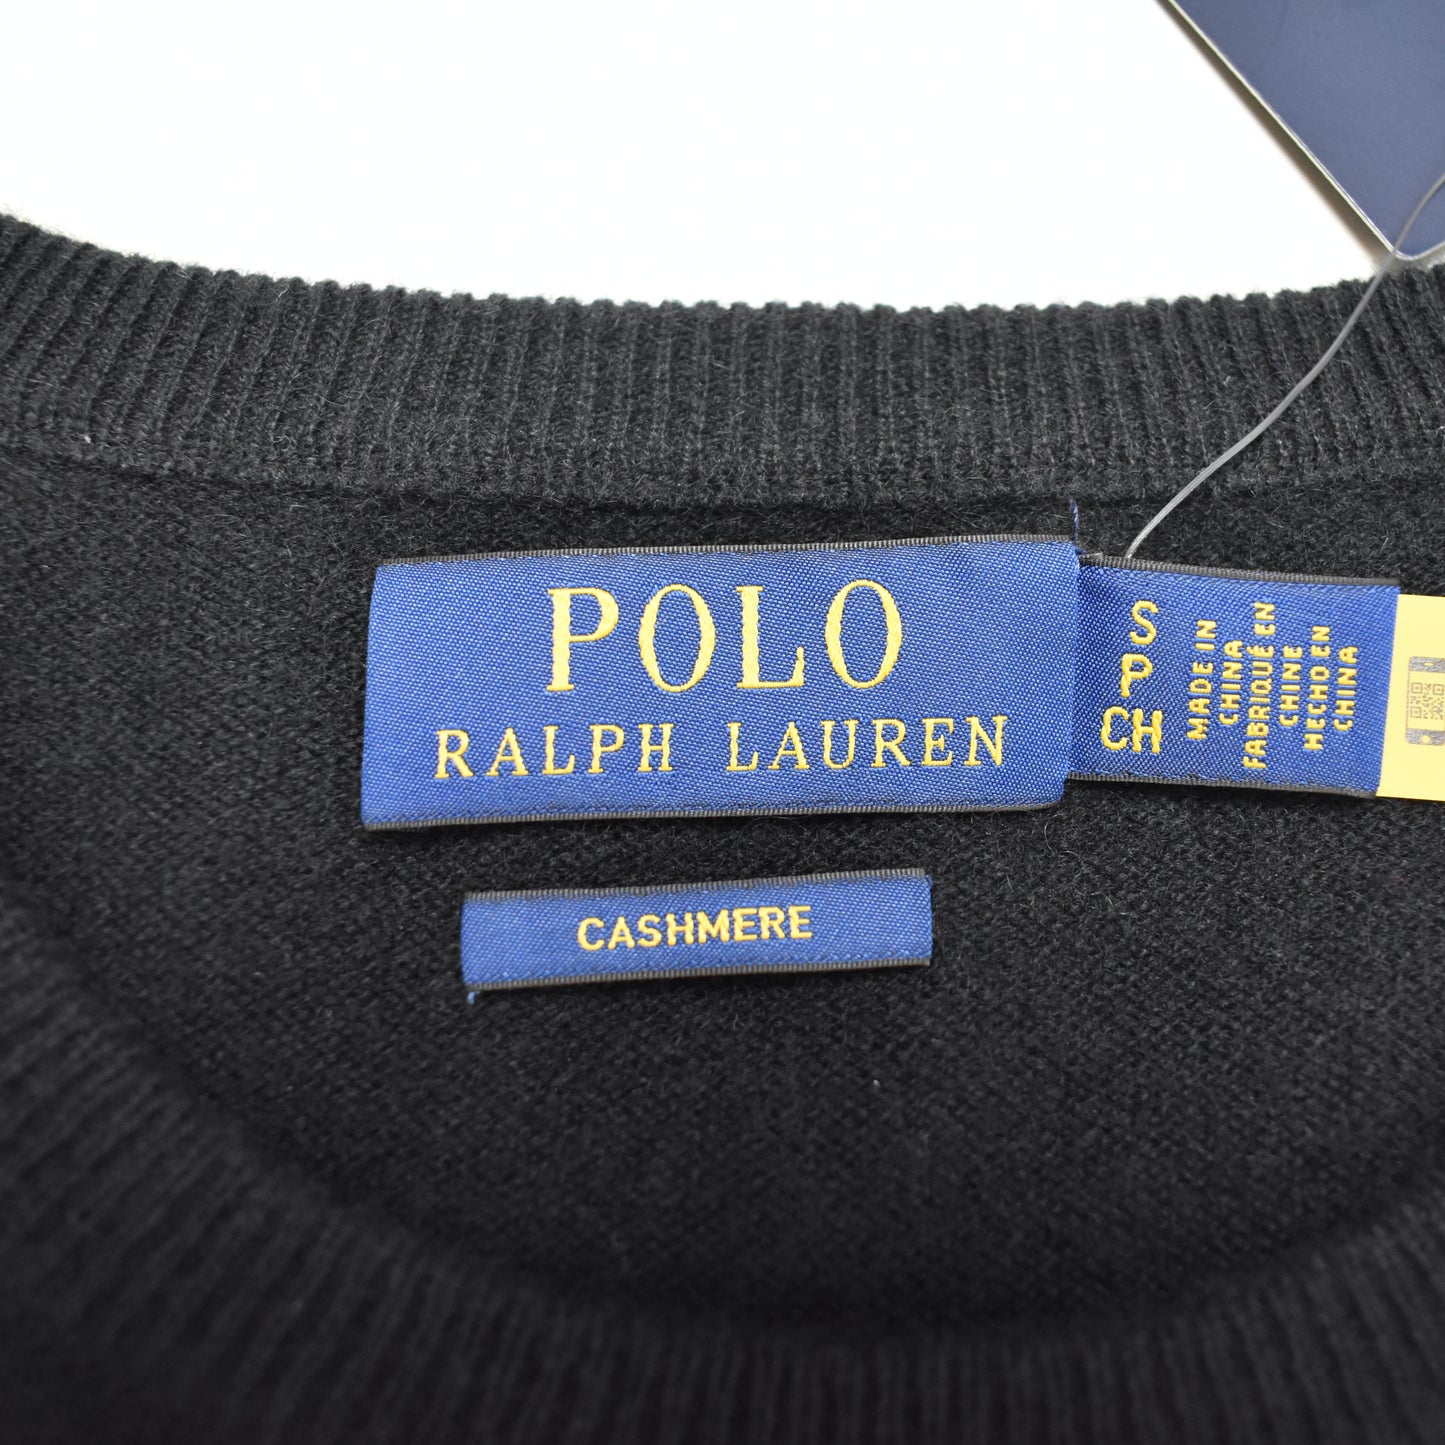 POLO
RALPH LAUREN
S
P
CH
MADE IN
CHINA
FABRIQUÉ EN
CHINE
HECHO EN
CHINA
CASHMERE